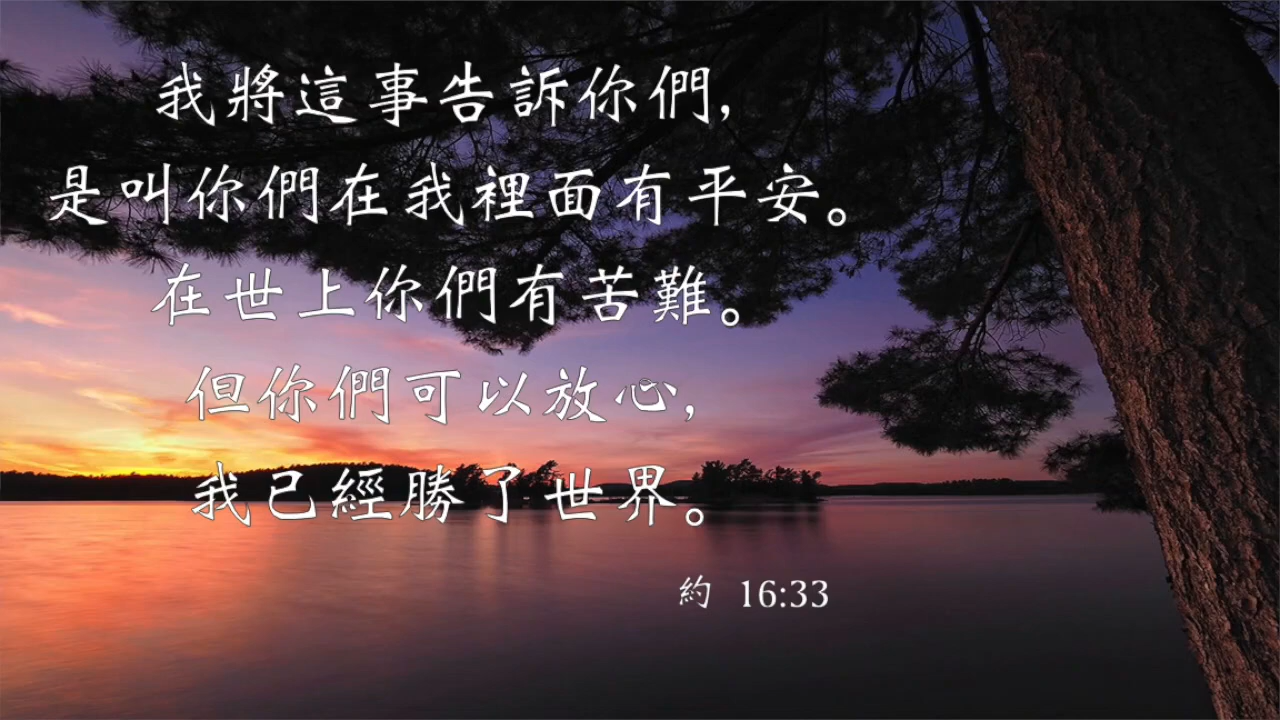 我將這事告訴你們,
是叫你們在我裡面有平安。
在世上你們有苦難。
但你們可以放心,
我已經勝了世界。
約 16:33